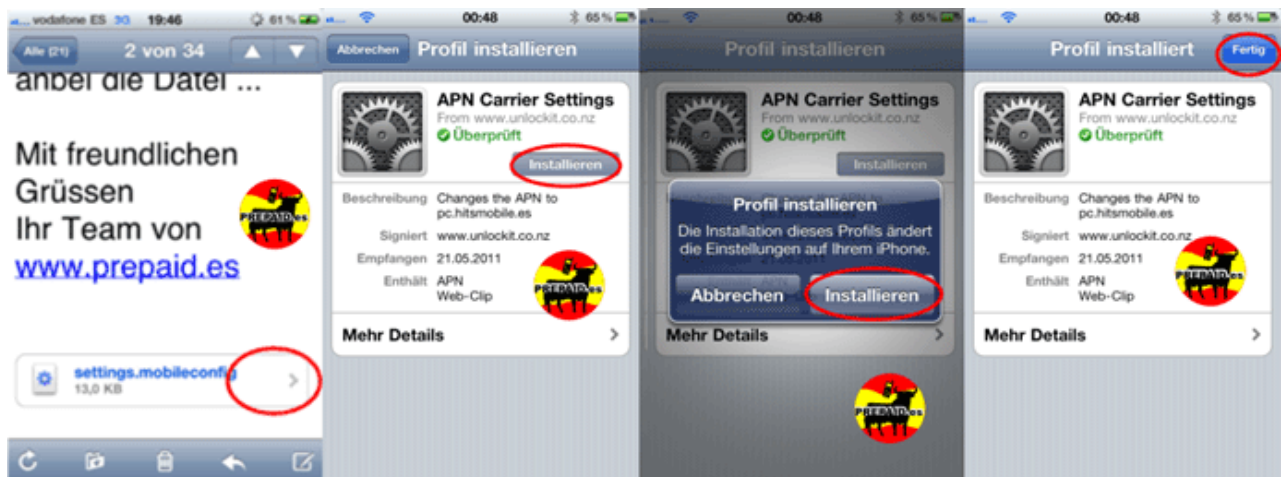 vodafone ES 3G 19:46 61 %
Alle (21) 2 von 34
anbei die Datei ...
Mit freundlichen
Grüssen
Ihr Team von
www.prepaid.es
PREPAID.es
settings.mobileconfig
13,0 KB
00:48 65 %
Abbrechen Profil installieren
APN Carrier Settings
From www.unlockit.co.nz
Überprüft
Installieren
Beschreibung Changes the APN to
pc.hitsmobile.es
Signiert www.unlockit.co.nz
Empfangen 21.05.2011
Enthält APN
Web-Clip
PREPAID.es
Mehr Details
00:48 65 %
Profil installieren
APN Carrier Settings
From www.unlockit.co.nz
Überprüft
Installieren
Profil installieren
Die Installation dieses Profils ändert
die Einstellungen auf Ihrem iPhone.
Abbrechen Installieren
Mehr Details
PREPAID.es
00:48 65 %
Profil installiert Fertig
APN Carrier Settings
From www.unlockit.co.nz
Überprüft
Beschreibung Changes the APN to
pc.hitsmobile.es
Signiert www.unlockit.co.nz
Empfangen 21.05.2011
Enthält APN
Web-Clip
PREPAID.es
Mehr Details